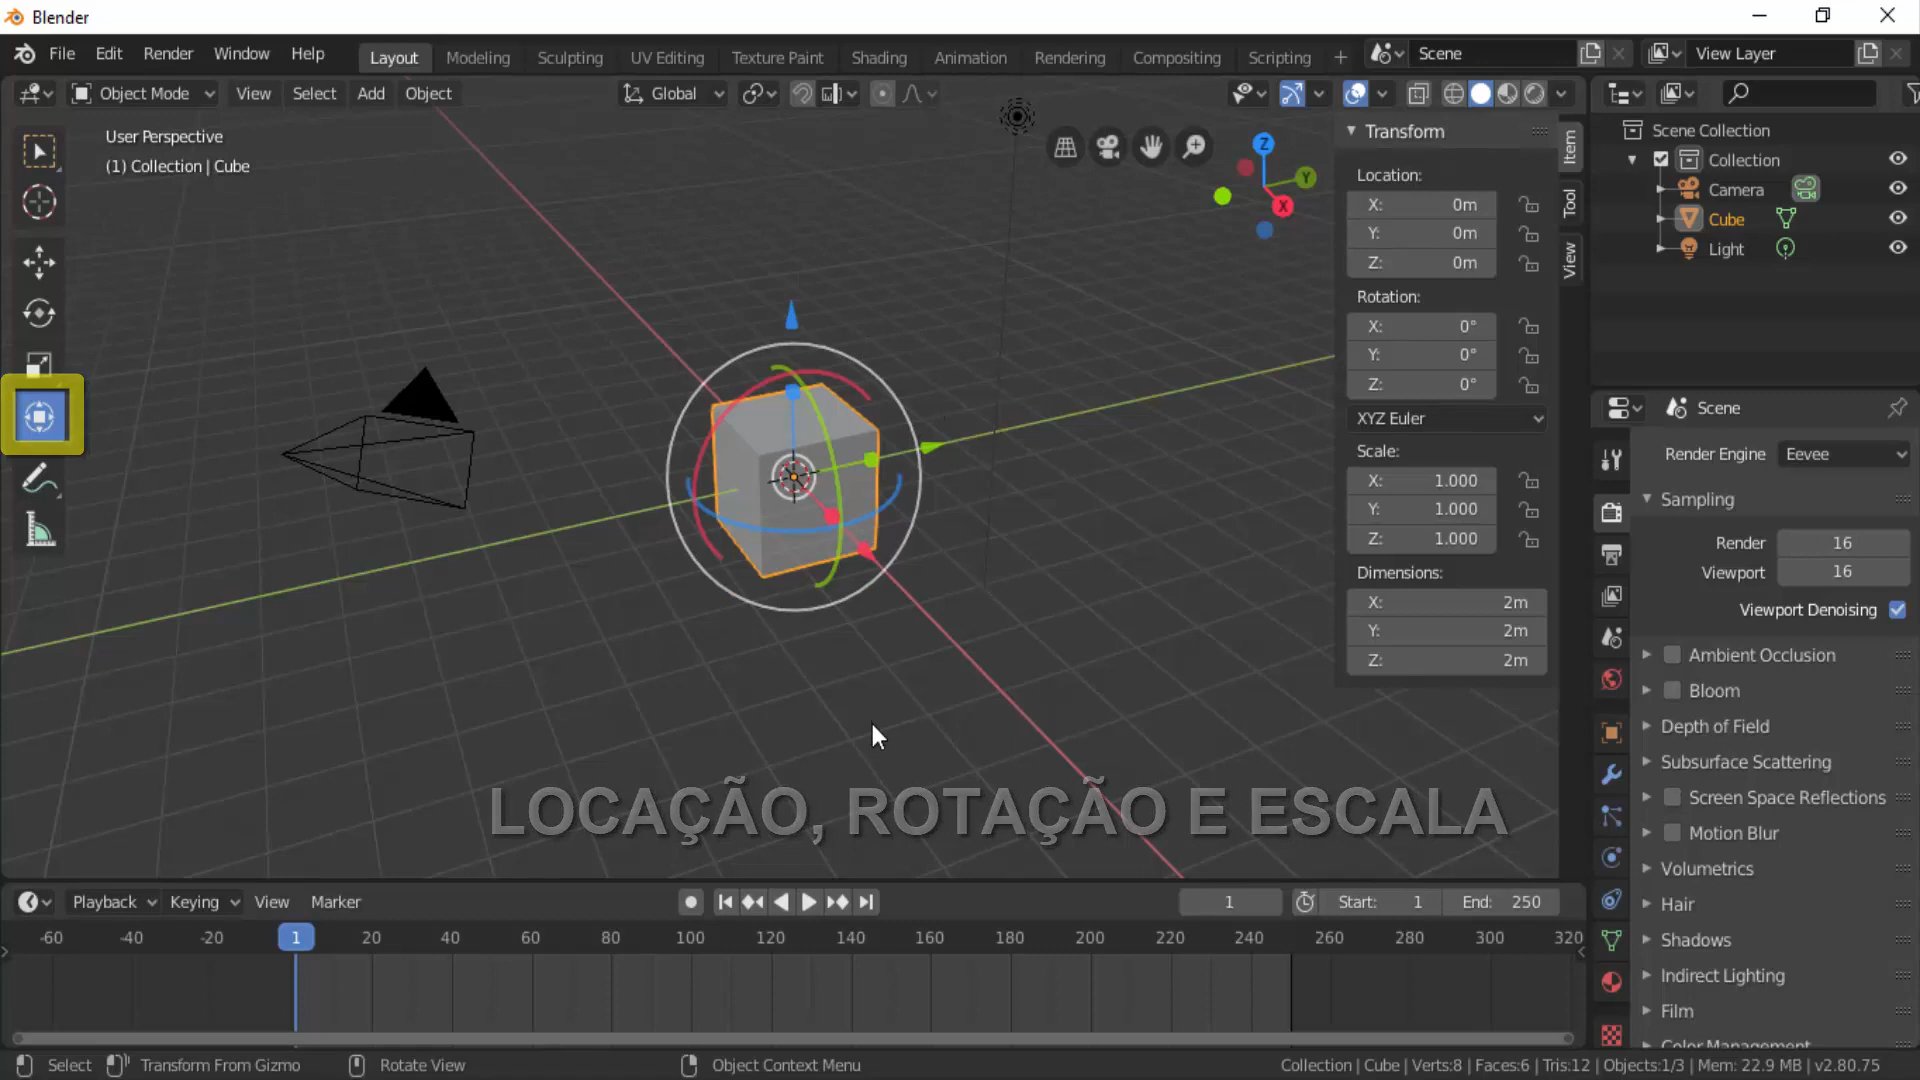 Blender
File Edit Render Window Help Layout Modeling Sculpting UV Editing Texture Paint Shading Animation Rendering Compositing Scripting + Scene View Layer
Object Mode View Select Add Object Global
User Perspective
(1) Collection | Cube
Z
Y
X
Transform
Location:
X: 0m
Y: 0m
Z: 0m
Rotation:
X: 0°
Y: 0°
Z: 0°
XYZ Euler
Scale:
X: 1.000
Y: 1.000
Z: 1.000
Dimensions:
X: 2m
Y: 2m
Z: 2m
Item
Tool
View
Scene Collection
Collection
Camera
Cube
Light
Scene
Render Engine Eevee
Sampling
Render 16
Viewport 16
Viewport Denoising
Ambient Occlusion
Bloom
Depth of Field
Subsurface Scattering
Screen Space Reflections
Motion Blur
Volumetrics
Hair
Shadows
Indirect Lighting
Film
Color Management
LOCAÇÃO, ROTAÇÃO E ESCALA
Playback Keying View Marker 1 Start: 1 End: 250
-60 -40 -20 1 20 40 60 80 100 120 140 160 180 200 220 240 260 280 300 320
Select Transform From Gizmo Rotate View Object Context Menu Collection | Cube | Verts:8 | Faces:6 | Tris:12 | Objects:1/3 | Mem: 22.9 MB | v2.80.75